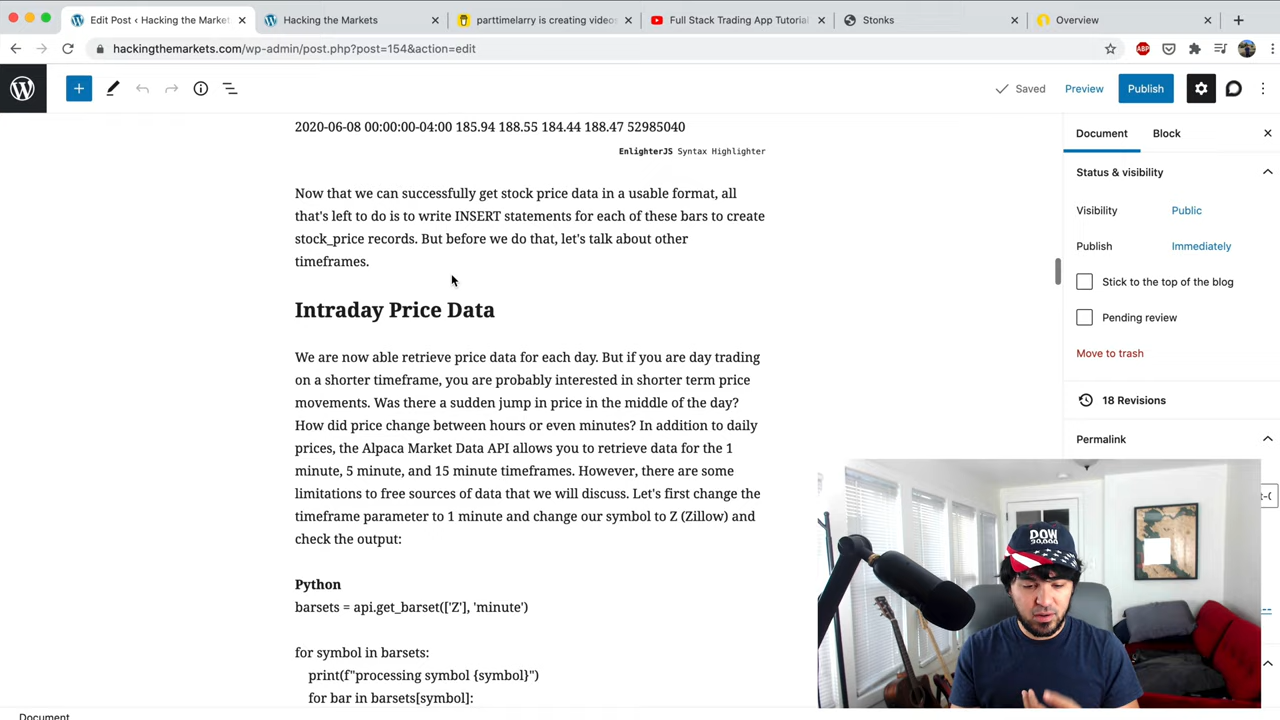 Edit Post ‹ Hacking the Market
Hacking the Markets
parttimelarry is creating videos
Full Stack Trading App Tutorial
Stonks
Overview
hackingthemarkets.com/wp-admin/post.php?post=154&action=edit
ABP
Saved
Preview
Publish
2020-06-08 00:00:00-04:00 185.94 188.55 184.44 188.47 52985040
EnlighterJS Syntax Highlighter
Now that we can successfully get stock price data in a usable format, all
that's left to do is to write INSERT statements for each of these bars to create
stock_price records. But before we do that, let's talk about other
timeframes.
Intraday Price Data
We are now able retrieve price data for each day. But if you are day trading
on a shorter timeframe, you are probably interested in shorter term price
movements. Was there a sudden jump in price in the middle of the day?
How did price change between hours or even minutes? In addition to daily
prices, the Alpaca Market Data API allows you to retrieve data for the 1
minute, 5 minute, and 15 minute timeframes. However, there are some
limitations to free sources of data that we will discuss. Let's first change the
timeframe parameter to 1 minute and change our symbol to Z (Zillow) and
check the output:
Python
barsets = api.get_barset(['Z'], 'minute')
for symbol in barsets:
print(f"processing symbol {symbol}")
for bar in barsets[symbol]:
Document
Document
Block
Status & visibility
Visibility
Public
Publish
Immediately
Stick to the top of the blog
Pending review
Move to trash
18 Revisions
Permalink
DOW